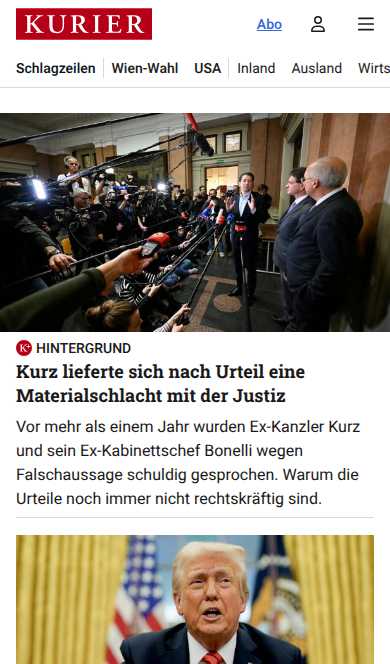 KURIER
Abo
Schlagzeilen
Wien-Wahl
USA
Inland
Ausland
Wirts
K+ HINTERGRUND
Kurz lieferte sich nach Urteil eine
Materialschlacht mit der Justiz
Vor mehr als einem Jahr wurden Ex-Kanzler Kurz
und sein Ex-Kabinettschef Bonelli wegen
Falschaussage schuldig gesprochen. Warum die
Urteile noch immer nicht rechtskräftig sind.